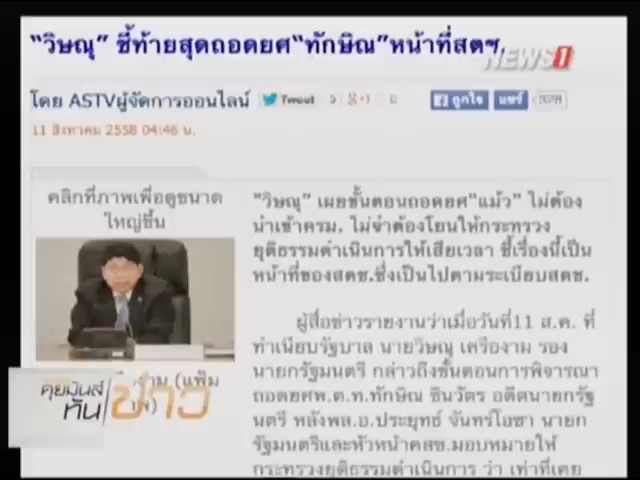 “วิษณุ” ชี้ท้ายสุดถอดยศ“ทักษิณ”หน้าที่สตช.
NEWS1
โดย ASTVผู้จัดการออนไลน์
Tweet
5
g+1
0
ถูกใจ
แชร์
11 สิงหาคม 2558 04:46 น.
คลิกที่ภาพเพื่อดูขนาด
ใหญ่ขึ้น
"วิษณุ" เผยขั้นตอนถอดยศ"แม้ว" ไม่ต้อง
นำเข้าครม. ไม่จำต้องโยนให้กระทรวง
ยุติธรรมดำเนินการให้เสียเวลา ชี้เรื่องนี้เป็น
หน้าที่ของสตช.ซึ่งเป็นไปตามระเบียบสตช.
ผู้สื่อข่าวรายงานว่าเมื่อวันที่11 ส.ค. ที่
ทำเนียบรัฐบาล นายวิษณุ เครืองาม รอง
นายกรัฐมนตรี กล่าวถึงขั้นตอนการพิจารณา
ถอดยศพ.ต.ท.ทักษิณ ชินวัตร อดีตนายกรัฐ
นตรี หลังพล.อ.ประยุทธ์ จันทร์โอชา นายก
รัฐมนตรีและหัวหน้าคสช.มอบหมายให้
กระทรวงยุติธรรมดำเนินการ ว่า เท่าที่เคย
(แฟ้ม
คุยมันส์
ทัน
ข่าว